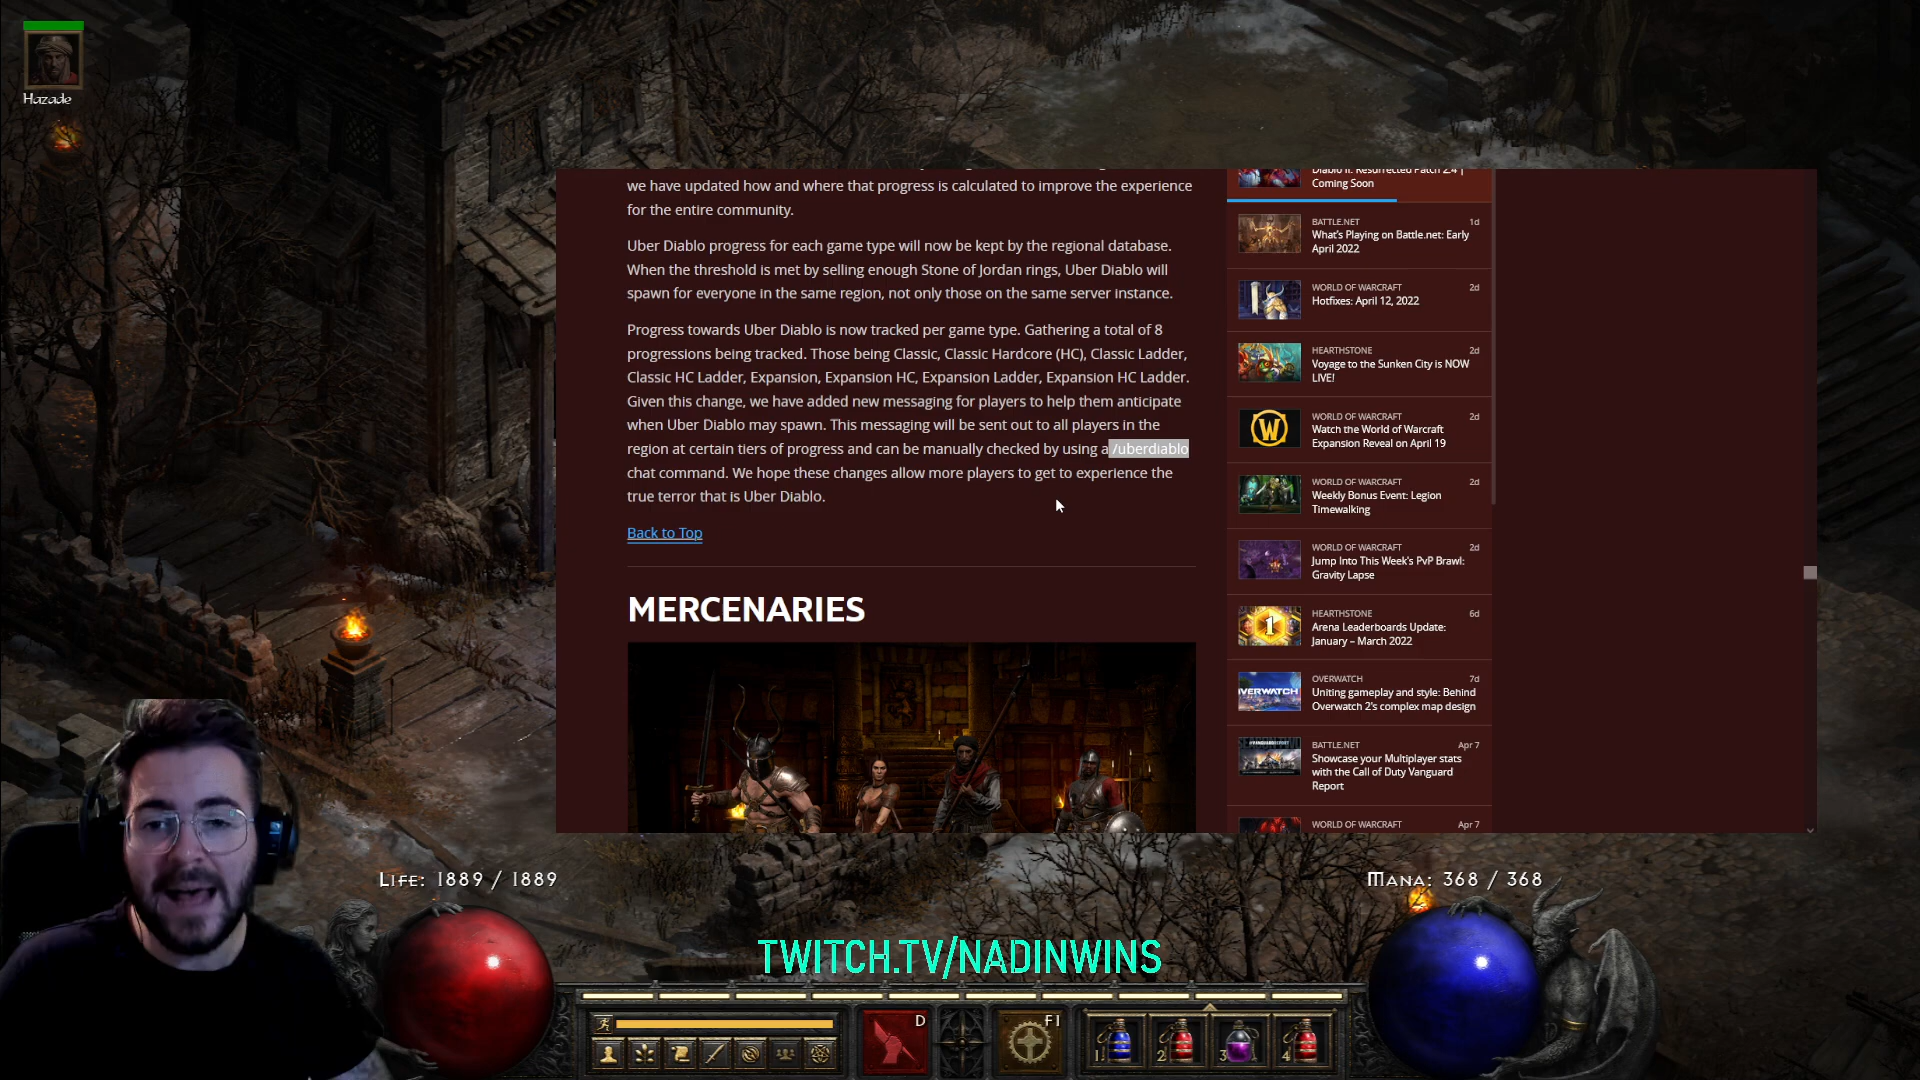 Hazade
we have updated how and where that progress is calculated to improve the experience
for the entire community.
Uber Diablo progress for each game type will now be kept by the regional database.
When the threshold is met by selling enough Stone of Jordan rings, Uber Diablo will
spawn for everyone in the same region, not only those on the same server instance.
Progress towards Uber Diablo is now tracked per game type. Gathering a total of 8
progressions being tracked. Those being Classic, Classic Hardcore (HC), Classic Ladder,
Classic HC Ladder, Expansion, Expansion HC, Expansion Ladder, Expansion HC Ladder.
Given this change, we have added new messaging for players to help them anticipate
when Uber Diablo may spawn. This messaging will be sent out to all players in the
region at certain tiers of progress and can be manually checked by using a /uberdiablo
chat command. We hope these changes allow more players to get to experience the
true terror that is Uber Diablo.
Back to Top
MERCENARIES
Diablo II: Resurrected Patch 2.4 |
Coming Soon
BATTLE.NET 1d
What's Playing on Battle.net: Early
April 2022
WORLD OF WARCRAFT 2d
Hotfixes: April 12, 2022
HEARTHSTONE 2d
Voyage to the Sunken City is NOW
LIVE!
WORLD OF WARCRAFT 2d
Watch the World of Warcraft
Expansion Reveal on April 19
WORLD OF WARCRAFT 2d
Weekly Bonus Event: Legion
Timewalking
WORLD OF WARCRAFT 2d
Jump Into This Week's PvP Brawl:
Gravity Lapse
HEARTHSTONE 6d
1
Arena Leaderboards Update:
January – March 2022
OVERWATCH 7d
VERWATCH
Uniting gameplay and style: Behind
Overwatch 2's complex map design
BATTLE.NET Apr 7
Showcase your Multiplayer stats
with the Call of Duty Vanguard
Report
WORLD OF WARCRAFT Apr 7
LIFE: 1889 / 1889
MANA: 368 / 368
TWITCH.TV/NADINWINS
D
F1
1
2
3
4